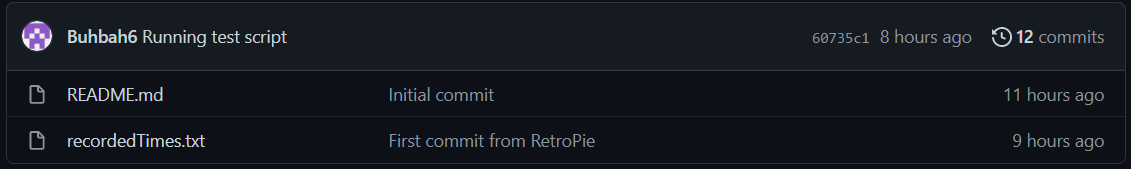 Buhbah6 Running test script 60735c1 8 hours ago 12 commits
README.md Initial commit 11 hours ago
recordedTimes.txt First commit from RetroPie 9 hours ago